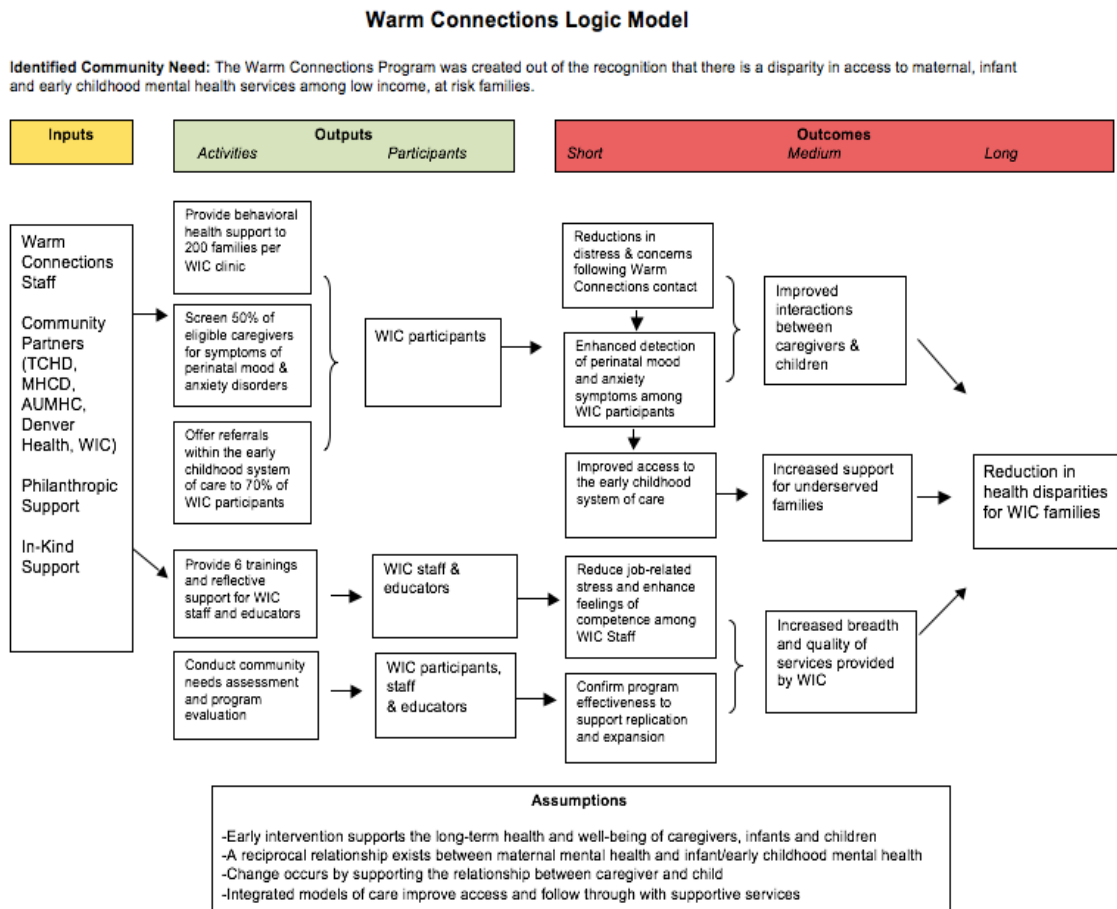 Warm Connections Logic Model
Identified Community Need: The Warm Connections Program was created out of the recognition that there is a disparity in access to maternal, infant
and early childhood mental health services among low income, at risk families.
Inputs
Outputs
Activities
Participants
Outcomes
Short
Medium
Long
Warm
Connections
Staff
Community
Partners
(TCHD,
MHCD,
AUMHC,
Denver
Health, WIC)
Philanthropic
Support
In-Kind
Support
Provide behavioral
health support to
200 families per
WIC clinic
Screen 50% of
eligible caregivers
for symptoms of
perinatal mood &
anxiety disorders
Offer referrals
within the early
childhood system
of care to 70% of
WIC participants
WIC participants
Reductions in
distress & concerns
following Warm
Connections contact
Enhanced detection
of perinatal mood
and anxiety
symptoms among
WIC participants
Improved access to
the early childhood
system of care
Improved
interactions
between
caregivers &
children
Increased support
for underserved
families
Reduction in
health disparities
for WIC families
Provide 6 trainings
and reflective
support for WIC
staff and educators
WIC staff &
educators
Reduce job-related
stress and enhance
feelings of
competence among
WIC Staff
Conduct community
needs assessment
and program
evaluation
WIC participants,
staff
& educators
Confirm program
effectiveness to
support replication
and expansion
Increased breadth
and quality of
services provided
by WIC
Assumptions
-Early intervention supports the long-term health and well-being of caregivers, infants and children
-A reciprocal relationship exists between maternal mental health and infant/early childhood mental health
-Change occurs by supporting the relationship between caregiver and child
-Integrated models of care improve access and follow through with supportive services